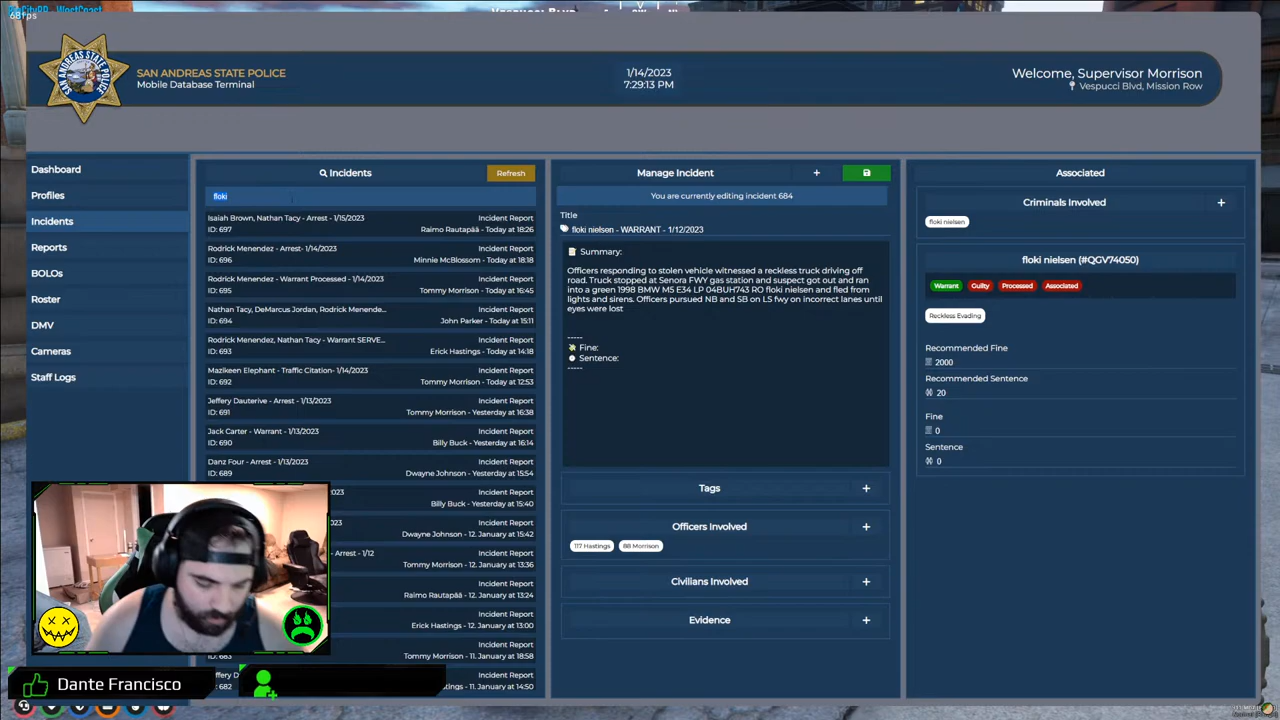 68fps
SAN ANDREAS STATE POLICE
Mobile Database Terminal
1/14/2023
7:29:13 PM
Welcome, Supervisor Morrison
Vespucci Blvd, Mission Row
Dashboard
Profiles
Incidents
Reports
BOLOs
Roster
DMV
Cameras
Staff Logs
Incidents
Refresh
floki
Isaiah Brown, Nathan Tacy - Arrest - 1/15/2023 Incident Report
ID: 697 Raimo Rautapää - Today at 18:26
Rodrick Menendez - Arrest- 1/14/2023 Incident Report
ID: 696 Minnie McBlossom - Today at 18:18
Rodrick Menendez - Warrant Processed - 1/14/2023 Incident Report
ID: 695 Tommy Morrison - Today at 16:45
Nathan Tacy, DeMarcus Jordan, Rodrick Menende... Incident Report
ID: 694 John Parker - Today at 15:11
Rodrick Menendez, Nathan Tacy - Warrant SERVE... Incident Report
ID: 693 Erick Hastings - Today at 14:18
Mazikeen Elephant - Traffic Citation- 1/14/2023 Incident Report
ID: 692 Tommy Morrison - Today at 12:53
Jeffery Dauterive - Arrest - 1/13/2023 Incident Report
ID: 691 Tommy Morrison - Yesterday at 16:38
Jack Carter - Warrant - 1/13/2023 Incident Report
ID: 690 Billy Buck - Yesterday at 16:14
Danz Four - Arrest - 1/13/2023 Incident Report
ID: 689 Dwayne Johnson - Yesterday at 15:54
2023 Incident Report
Billy Buck - Yesterday at 15:40
023 Incident Report
Dwayne Johnson - 12. January at 15:42
- Arrest - 1/12 Incident Report
Tommy Morrison - 12. January at 13:36
Incident Report
Raimo Rautapää - 12. January at 13:24
Incident Report
Erick Hastings - 12. January at 13:00
Incident Report
ID: 683 Tommy Morrison - 11. January at 18:58
Jeffery D Incident Report
ID: 682 tings - 11. January at 14:50
Manage Incident
You are currently editing incident 684
Title
floki nielsen - WARRANT - 1/12/2023
Summary:
Officers responding to stolen vehicle witnessed a reckless truck driving off
road. Truck stopped at Senora FWY gas station and suspect got out and ran
into a green 1998 BMW M5 E34 LP 04BUH743 RO floki nielsen and fled from
lights and sirens. Officers pursued NB and SB on LS fwy on incorrect lanes until
eyes were lost
-----
Fine:
Sentence:
-----
Tags
Officers Involved
117 Hastings 88 Morrison
Civilians Involved
Evidence
Associated
Criminals Involved
floki nielsen
floki nielsen (#QGV74050)
Warrant Guilty Processed Associated
Reckless Evading
Recommended Fine
2000
Recommended Sentence
20
Fine
0
Sentence
0
Dante Francisco